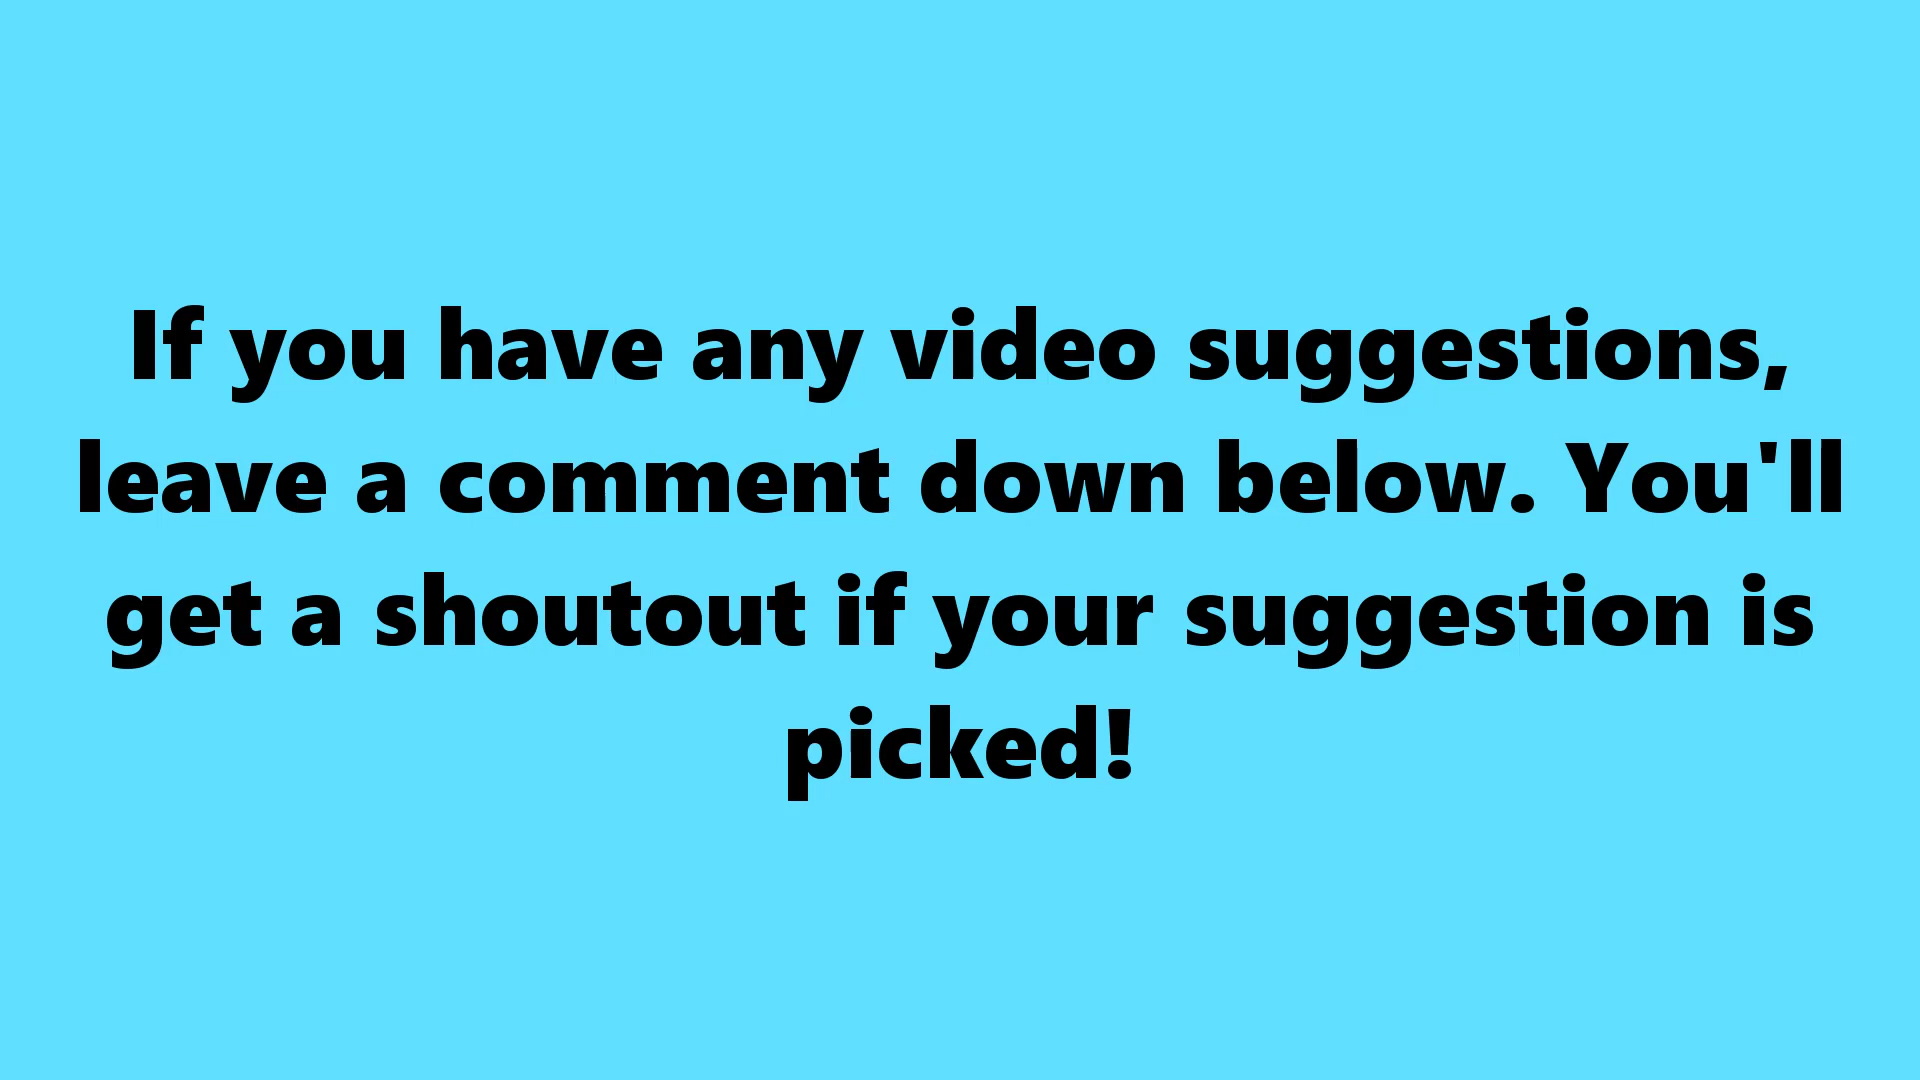 If you have any video suggestions,
leave a comment down below. You'll
get a shoutout if your suggestion is
picked!